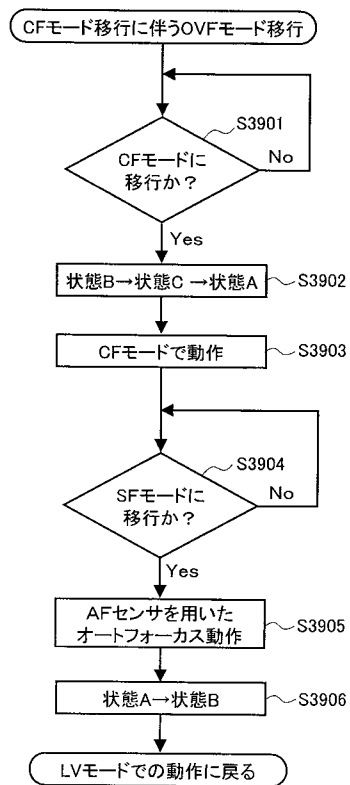 CFモード移行に伴うOVFモード移行
S3901
CFモードに
移行か？
No
Yes
状態B→状態C→状態A
S3902
CFモードで動作
S3903
S3904
SFモードに
移行か？
No
Yes
AFセンサを用いた
オートフォーカス動作
S3905
状態A→状態B
S3906
LVモードでの動作に戻る